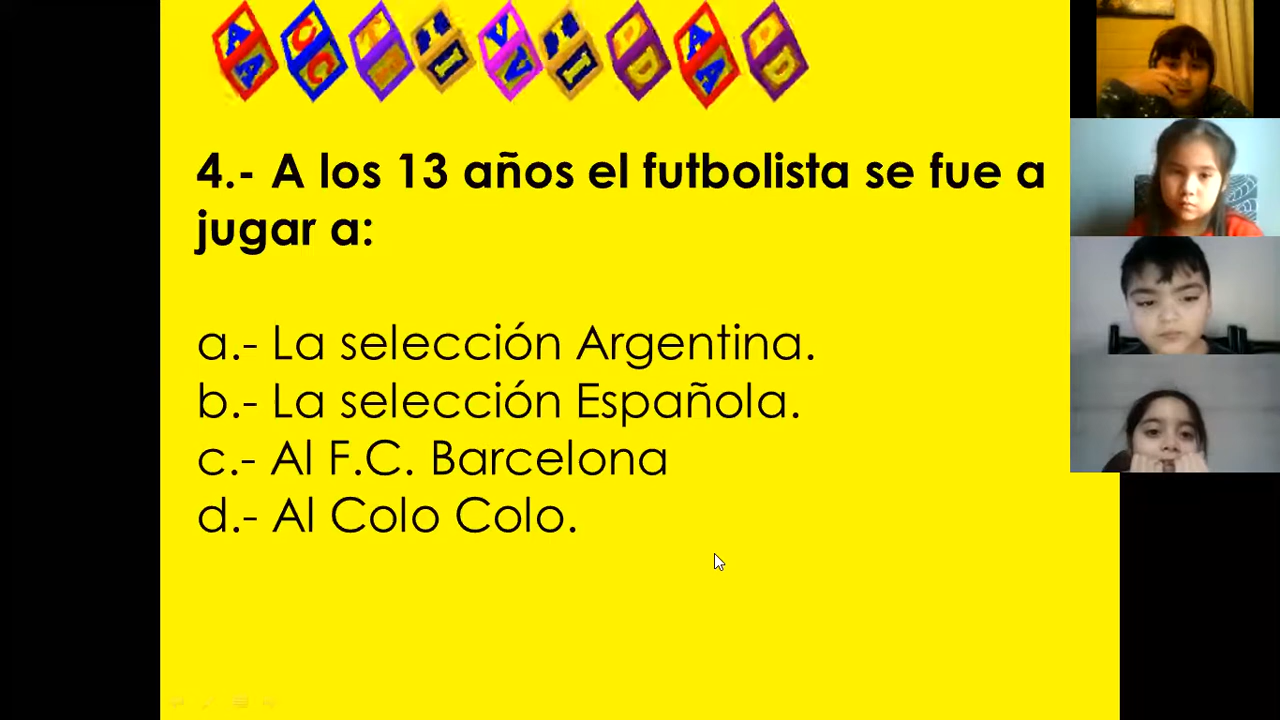 ACTIVIDAD
4.- A los 13 años el futbolista se fue a
jugar a:
a.- La selección Argentina.
b.- La selección Española.
c.- Al F.C. Barcelona
d.- Al Colo Colo.